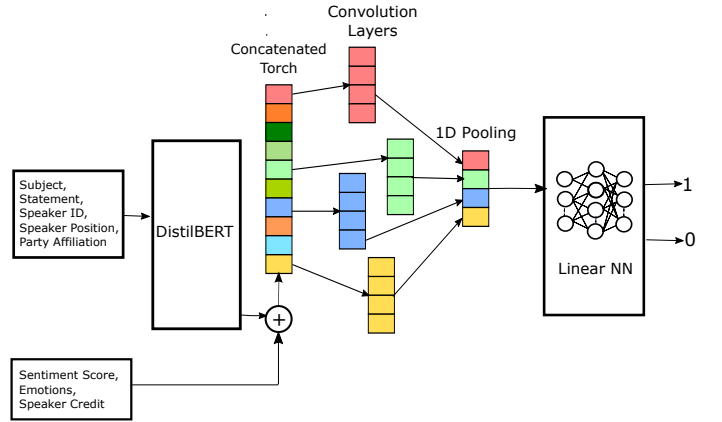 Convolution
Layers
Concatenated
Torch
1D Pooling
Subject,
Statement,
Speaker ID,
Speaker Position,
Party Affiliation
DistilBERT
1
0
Linear NN
+
Sentiment Score,
Emotions,
Speaker Credit